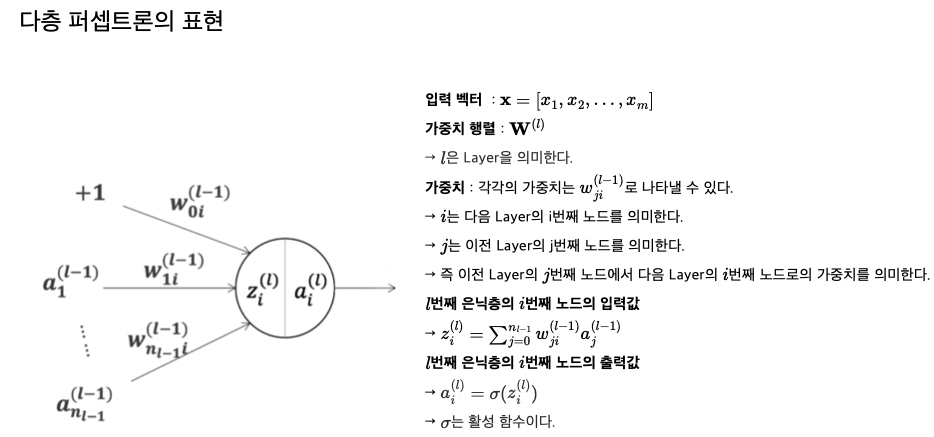 다층 퍼셉트론의 표현
+1
w_{0i}^{(l-1)}
a_1^{(l-1)}
w_{1i}^{(l-1)}
z_i^{(l)} a_i^{(l)}
w_{n_{l-1}i}^{(l-1)}
a_{n_{l-1}}^{(l-1)}
입력 벡터 : x = [x_1, x_2, . . . , x_m]
가중치 행렬 : W^{(l)}
→ l은 Layer을 의미한다.
가중치 : 각각의 가중치는 w_{ji}^{(l-1)}로 나타낼 수 있다.
→ i는 다음 Layer의 i번째 노드를 의미한다.
→ j는 이전 Layer의 j번째 노드를 의미한다.
→ 즉 이전 Layer의 j번째 노드에서 다음 Layer의 i번째 노드로의 가중치를 의미한다.
l번째 은닉층의 i번째 노드의 입력값
→ z_i^{(l)} = ∑_{j=0}^{n_{l-1}} w_{ji}^{(l-1)} a_j^{(l-1)}
l번째 은닉층의 i번째 노드의 출력값
→ a_i^{(l)} = σ(z_i^{(l)})
→ σ는 활성 함수이다.